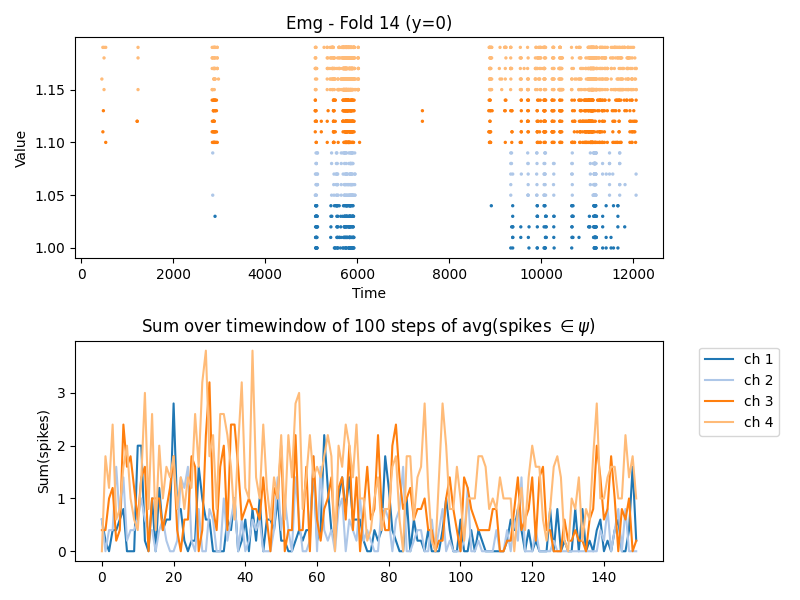 Emg - Fold 14 (y=0)
Value
1.15
1.10
1.05
1.00
0 2000 4000 6000 8000 10000 12000
Time
Sum over timewindow of 100 steps of avg(spikes ∈ ψ)
Sum(spikes)
3
2
1
0
0 20 40 60 80 100 120 140
ch 1
ch 2
ch 3
ch 4